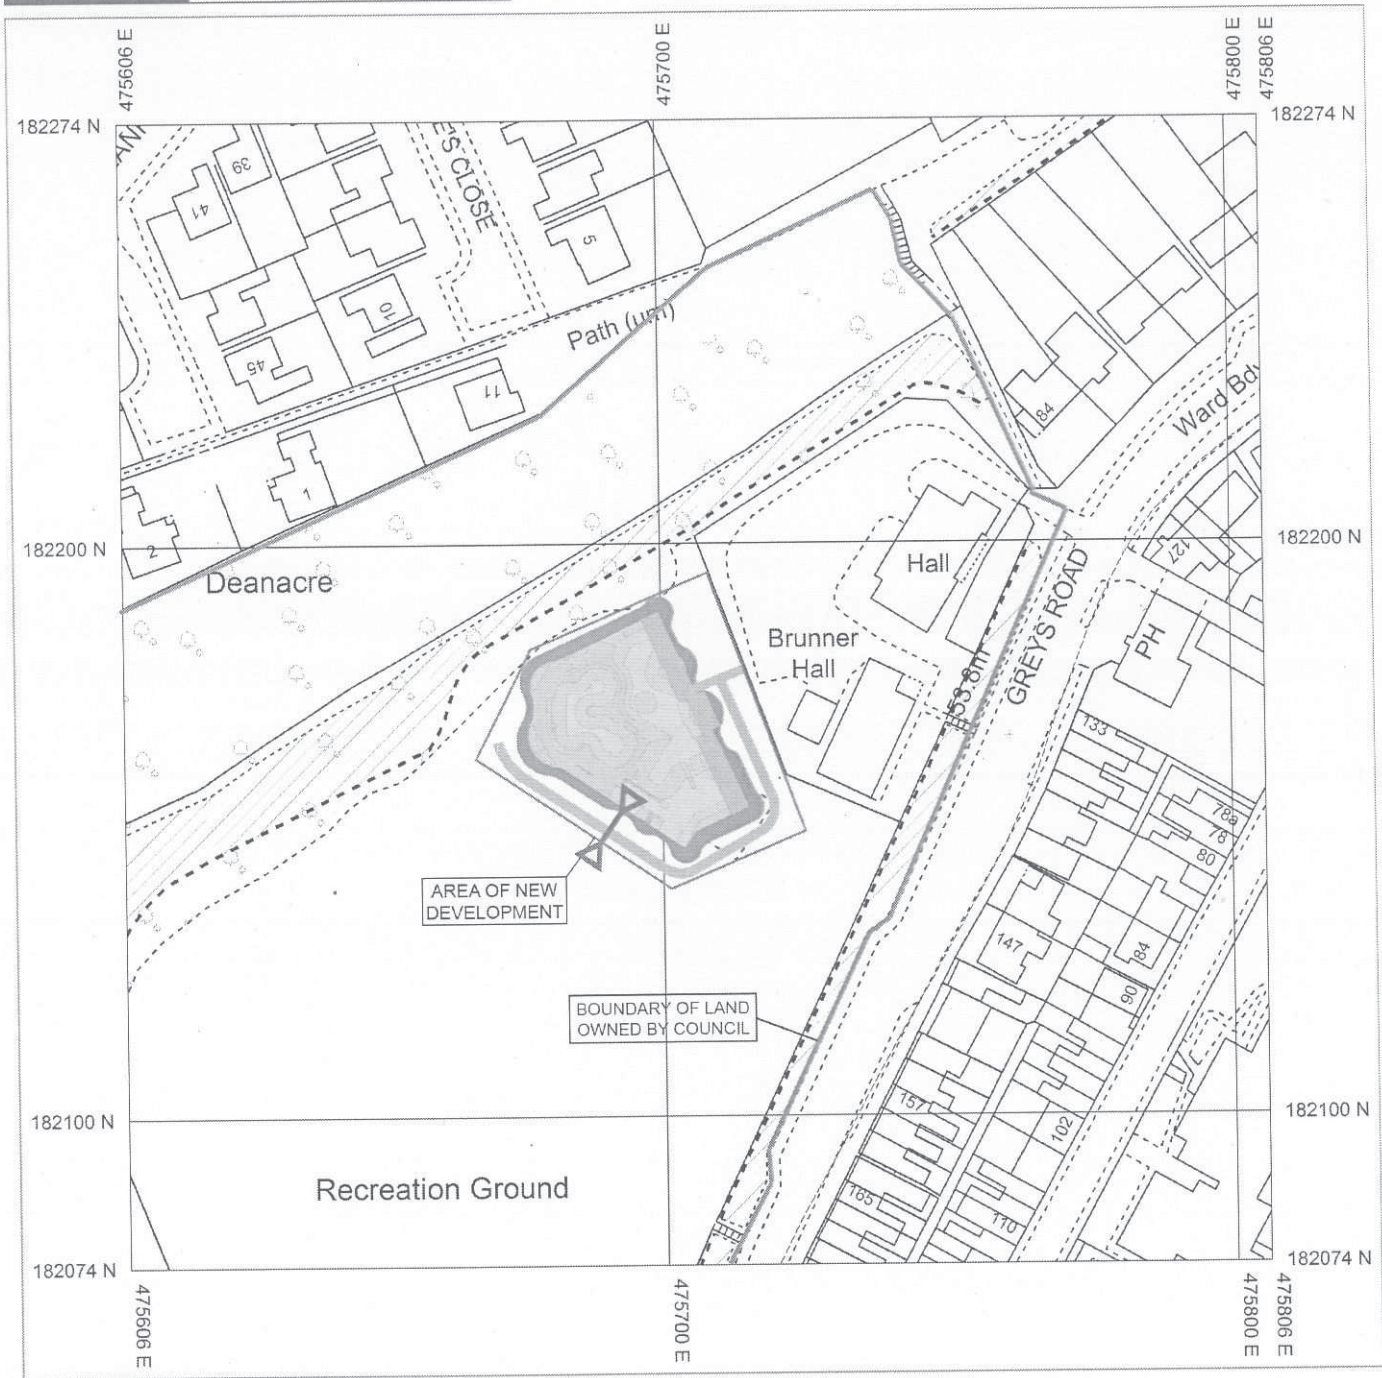 475606 E
475700 E
475800 E
475806 E
182274 N
182274 N
39
41
E'S CLOSE
5
10
45
Path (um)
11
1
2
84
Ward Bdy
182200 N
182200 N
Deanacre
Hall
127
Brunner
Hall
PH
53.8m
GREYS ROAD
133
78a
78
80
AREA OF NEW
DEVELOPMENT
147
84
90
BOUNDARY OF LAND
OWNED BY COUNCIL
157
102
182100 N
182100 N
Recreation Ground
165
110
182074 N
182074 N
475606 E
475700 E
475800 E
475806 E